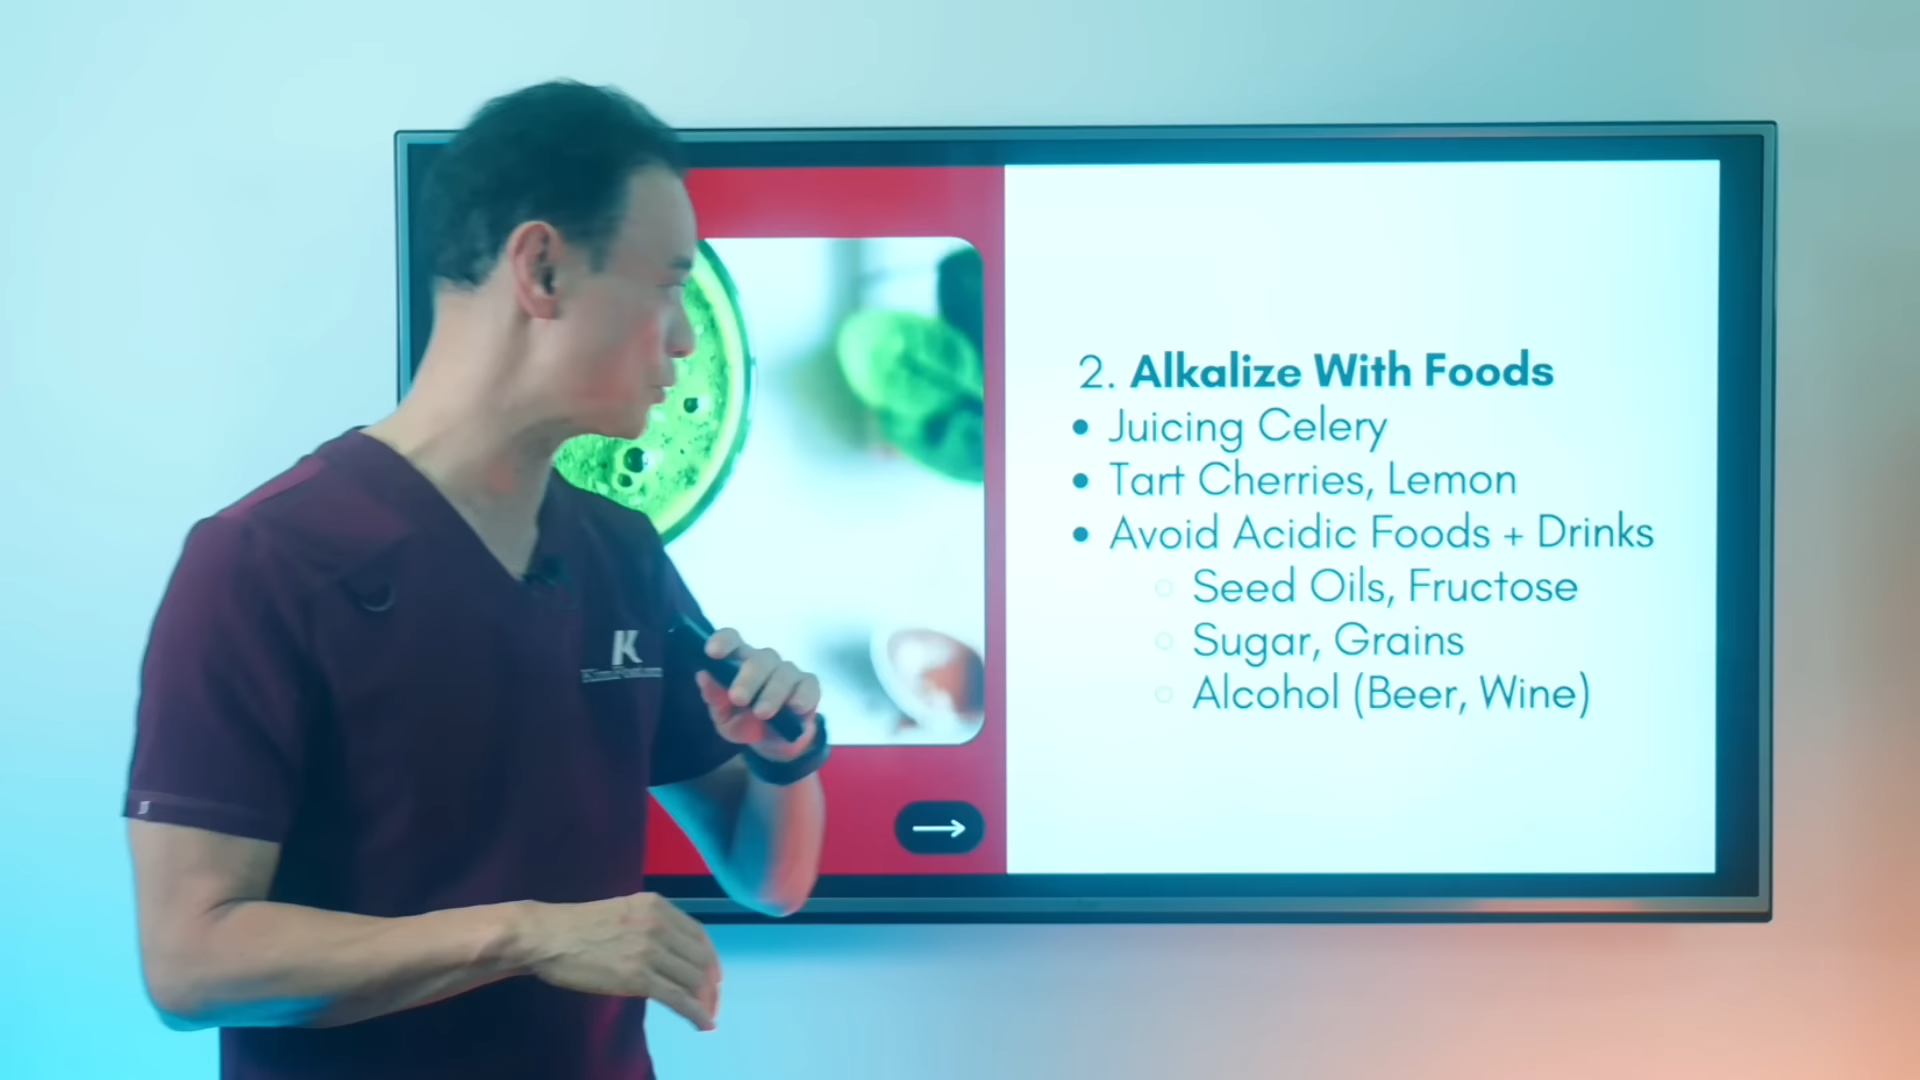 2. Alkalize With Foods
• Juicing Celery
• Tart Cherries, Lemon
• Avoid Acidic Foods + Drinks
○ Seed Oils, Fructose
○ Sugar, Grains
○ Alcohol (Beer, Wine)
K